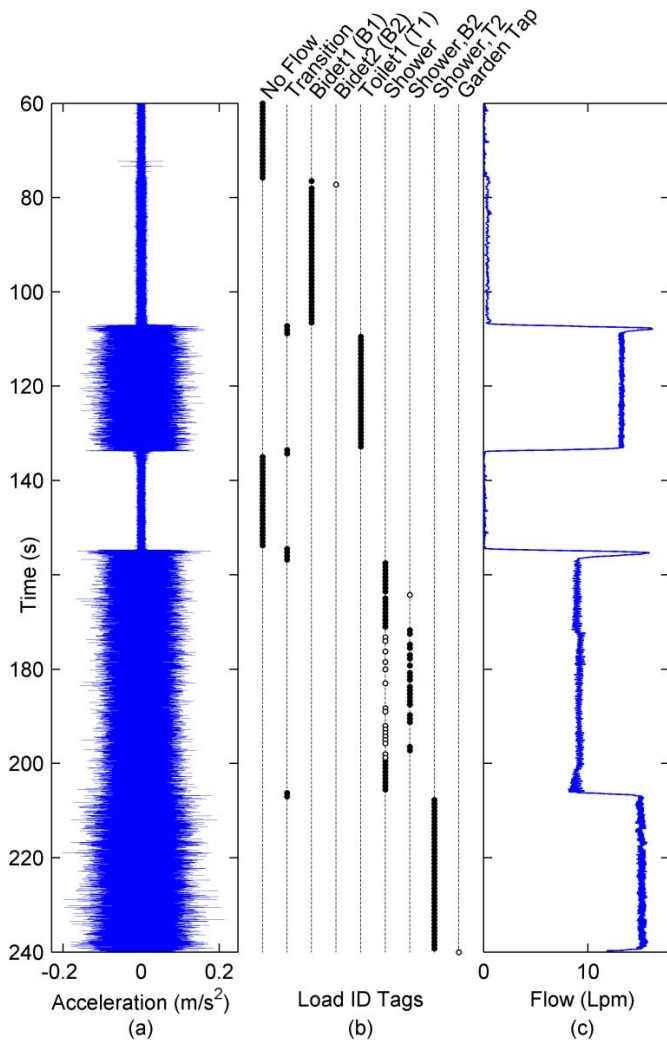 No Flow
Transition
Bidet1 (B1)
Bidet2 (B2)
Toilet1 (T1)
Shower
Shower,B2
Shower,T2
Garden Tap
60
80
100
120
140
160
180
200
220
240
Time (s)
-0.2 0 0.2
Acceleration (m/s²)
(a)
Load ID Tags
(b)
0 10
Flow (Lpm)
(c)